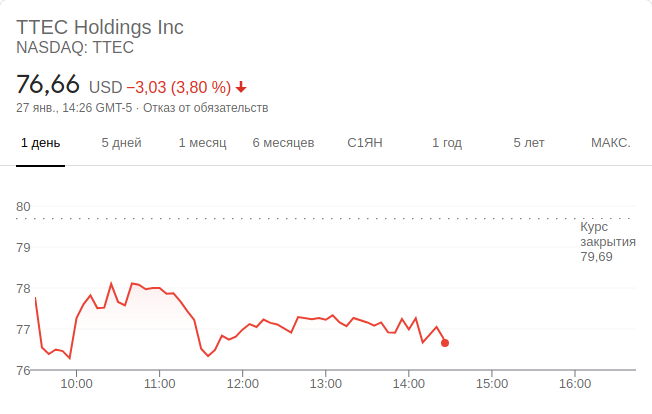 TTEC Holdings Inc
NASDAQ: TTEC
76,66 USD −3,03 (3,80 %)
27 янв., 14:26 GMT-5 · Отказ от обязательств
1 день 5 дней 1 месяц 6 месяцев С1ЯН 1 год 5 лет МАКС.
80
Курс
закрытия
79,69
79
78
77
76
10:00 11:00 12:00 13:00 14:00 15:00 16:00